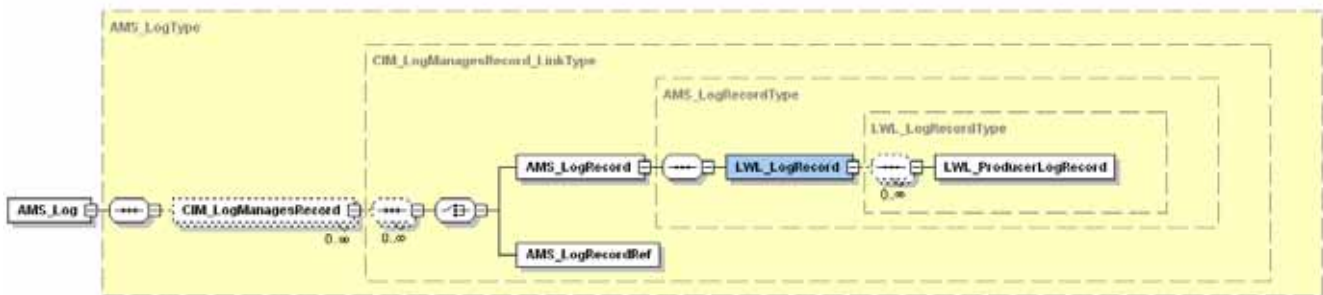 AMS_LogType
CIM_LogManagesRecord_LinkType
AMS_LogRecordType
LWL_LogRecordType
AMS_LogRecord
LWL_LogRecord
LWL_ProducerLogRecord
0..∞
AMS_Log
CIM_LogManagesRecord
0..∞
0..∞
AMS_LogRecordRef